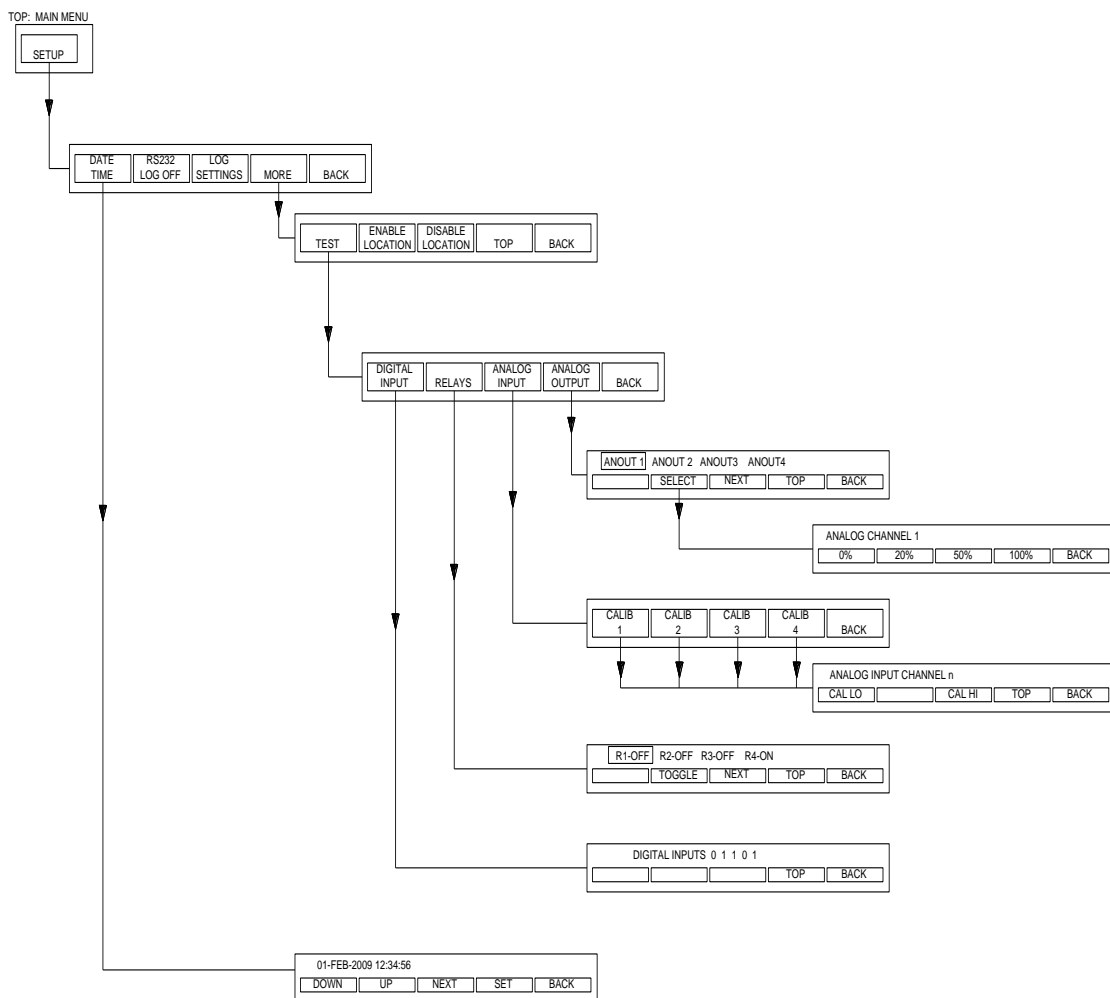 TOP: MAIN MENU
SETUP
DATE TIME RS232 LOG OFF LOG SETTINGS MORE BACK
TEST ENABLE LOCATION DISABLE LOCATION TOP BACK
DIGITAL INPUT RELAYS ANALOG INPUT ANALOG OUTPUT BACK
ANOUT 1 ANOUT 2 ANOUT3 ANOUT4
SELECT NEXT TOP BACK
ANALOG CHANNEL 1
0% 20% 50% 100% BACK
CALIB 1 CALIB 2 CALIB 3 CALIB 4 BACK
ANALOG INPUT CHANNEL n
CAL LO CAL HI TOP BACK
R1-OFF R2-OFF R3-OFF R4-ON
TOGGLE NEXT TOP BACK
DIGITAL INPUTS 0 1 1 0 1
TOP BACK
01-FEB-2009 12:34:56
DOWN UP NEXT SET BACK